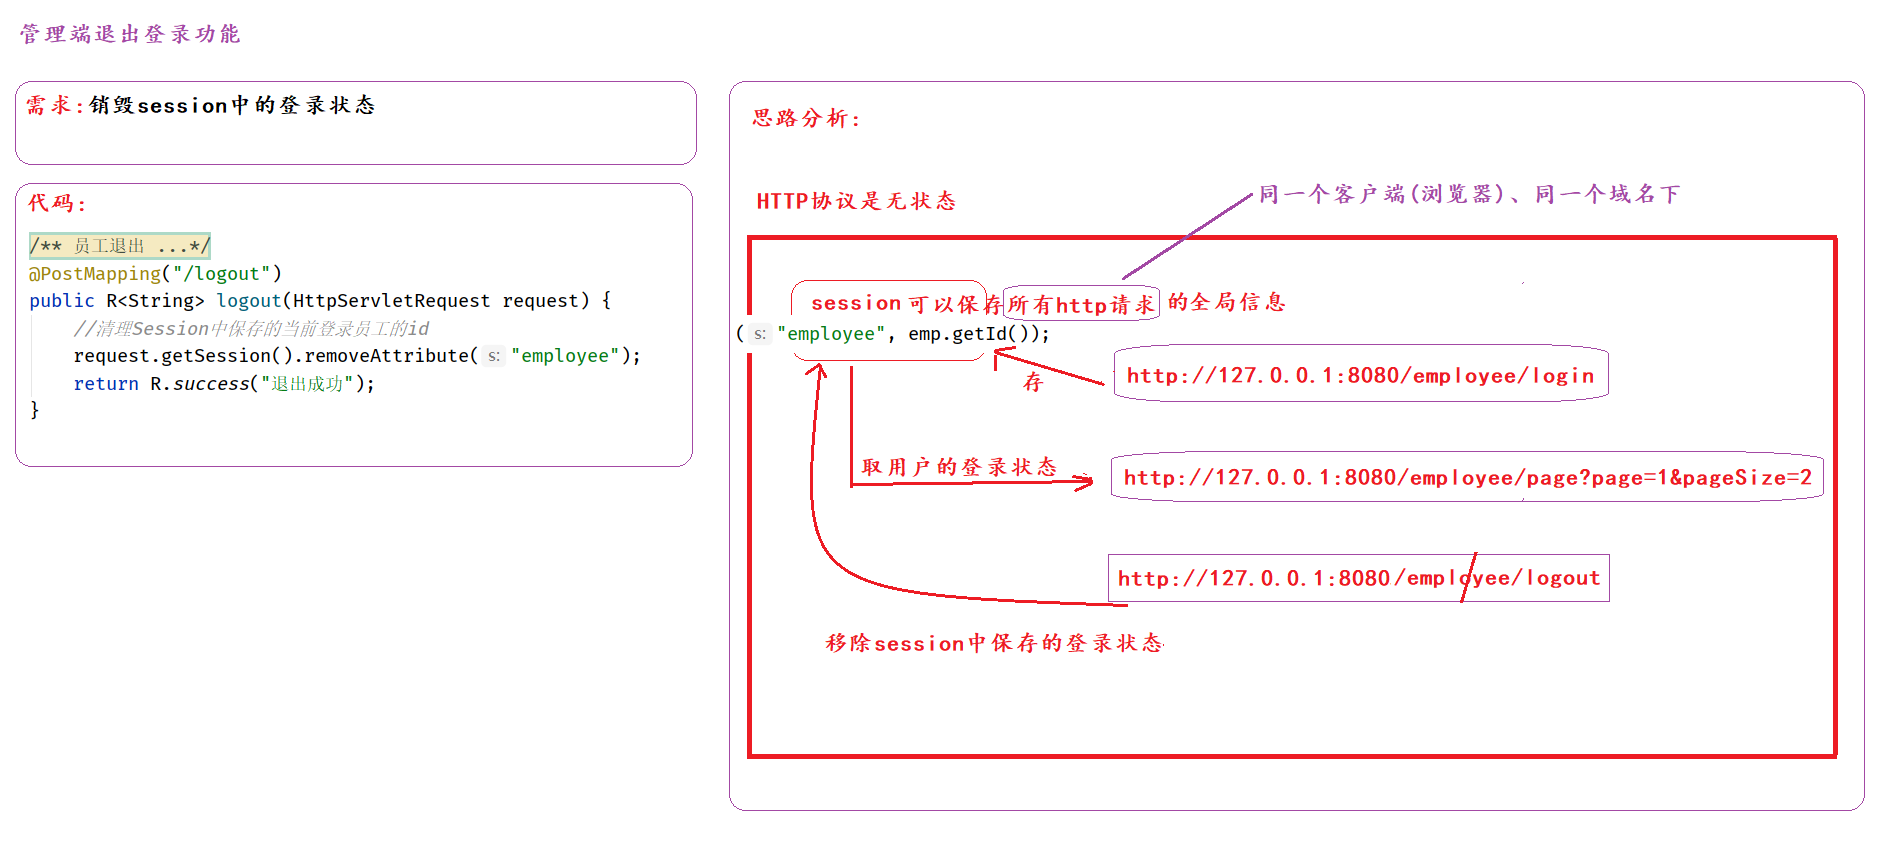 管理端退出登录功能
需求:销毁session中的登录状态
代码:
/** 员工退出 ...*/
@PostMapping("/logout")
public R<String> logout(HttpServletRequest request) {
//清理Session中保存的当前登录员工的id
request.getSession().removeAttribute( s: "employee");
return R.success("退出成功");
}
思路分析:
HTTP协议是无状态
同一个客户端(浏览器)、同一个域名下
session可以保存所有http请求的全局信息
( s: "employee", emp.getId());
http://127.0.0.1:8080/employee/login
存
取用户的登录状态
http://127.0.0.1:8080/employee/page?page=1&pageSize=2
http://127.0.0.1:8080/employee/logout
移除session中保存的登录状态